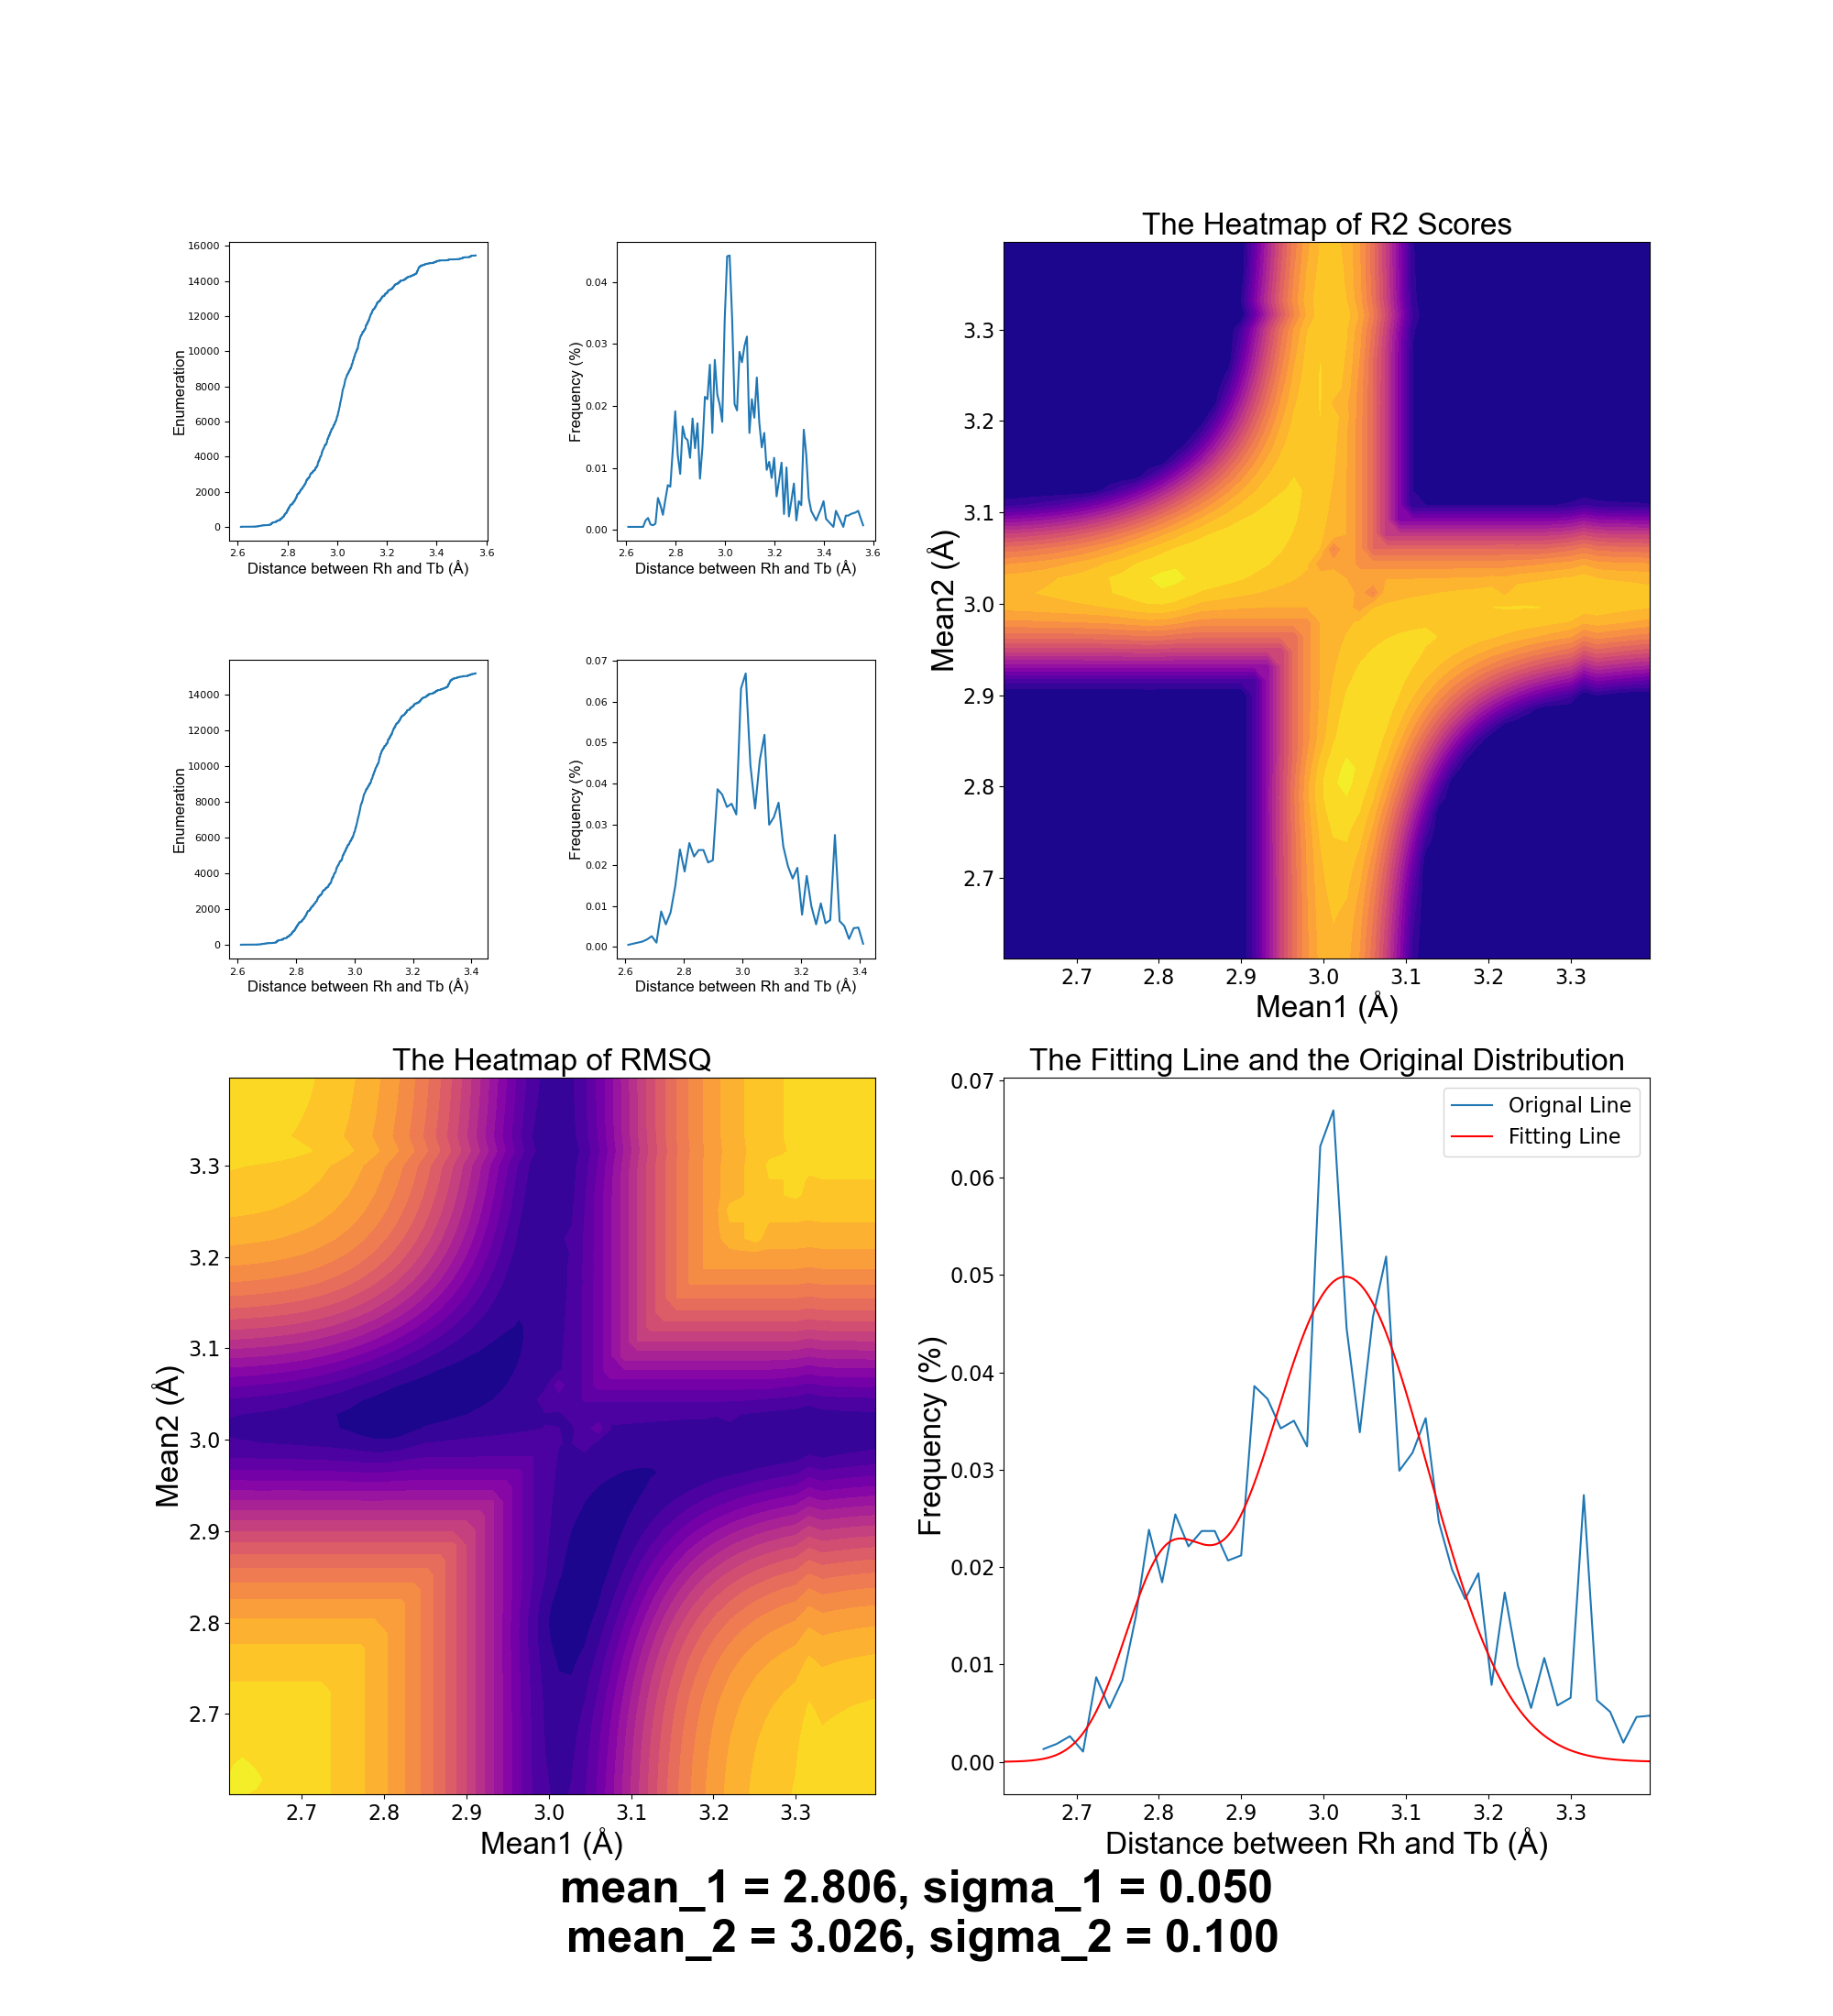 The Heatmap of R2 Scores
16000
14000
12000
10000
8000
6000
4000
2000
0
Enumeration
2.6 2.8 3.0 3.2 3.4 3.6
Distance between Rh and Tb (Å)
0.04
0.03
0.02
0.01
0.00
Frequency (%)
2.6 2.8 3.0 3.2 3.4 3.6
Distance between Rh and Tb (Å)
3.3
3.2
3.1
3.0
2.9
2.8
2.7
Mean2 (Å)
2.7 2.8 2.9 3.0 3.1 3.2 3.3
Mean1 (Å)
14000
12000
10000
8000
6000
4000
2000
0
Enumeration
2.6 2.8 3.0 3.2 3.4
Distance between Rh and Tb (Å)
0.07
0.06
0.05
0.04
0.03
0.02
0.01
0.00
Frequency (%)
2.6 2.8 3.0 3.2 3.4
Distance between Rh and Tb (Å)
The Heatmap of RMSQ
3.3
3.2
3.1
3.0
2.9
2.8
2.7
Mean2 (Å)
2.7 2.8 2.9 3.0 3.1 3.2 3.3
Mean1 (Å)
The Fitting Line and the Original Distribution
0.07
0.06
0.05
0.04
0.03
0.02
0.01
0.00
Frequency (%)
Orignal Line
Fitting Line
2.7 2.8 2.9 3.0 3.1 3.2 3.3
Distance between Rh and Tb (Å)
mean_1 = 2.806, sigma_1 = 0.050
mean_2 = 3.026, sigma_2 = 0.100